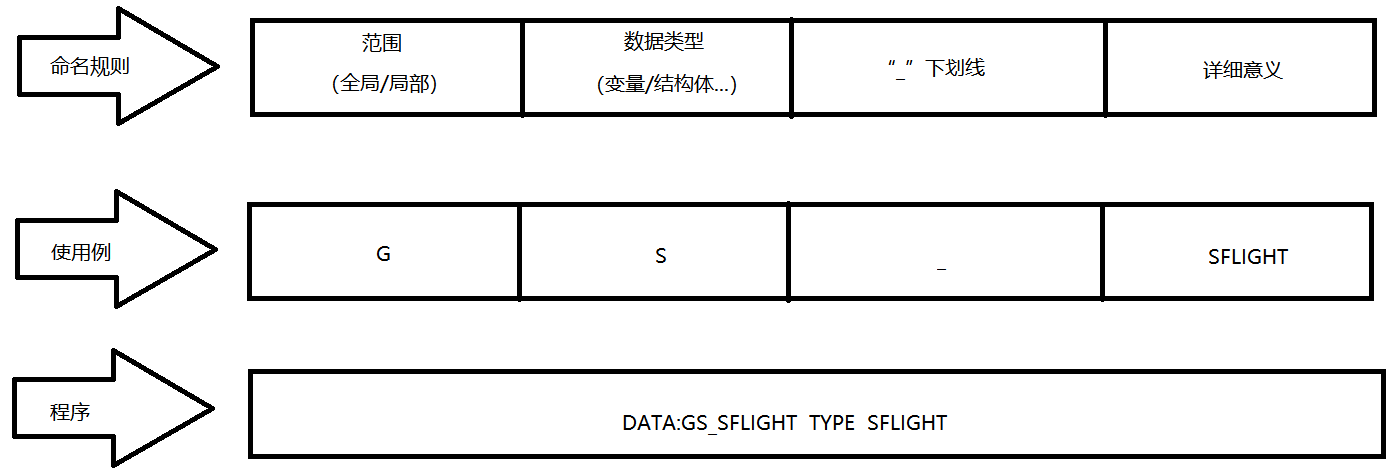 命名规则
范围
(全局/局部)
数据类型
(变量/结构体...)
“_”下划线
详细意义
使用例
G
S
_
SFLIGHT
程序
DATA:GS_SFLIGHT TYPE SFLIGHT